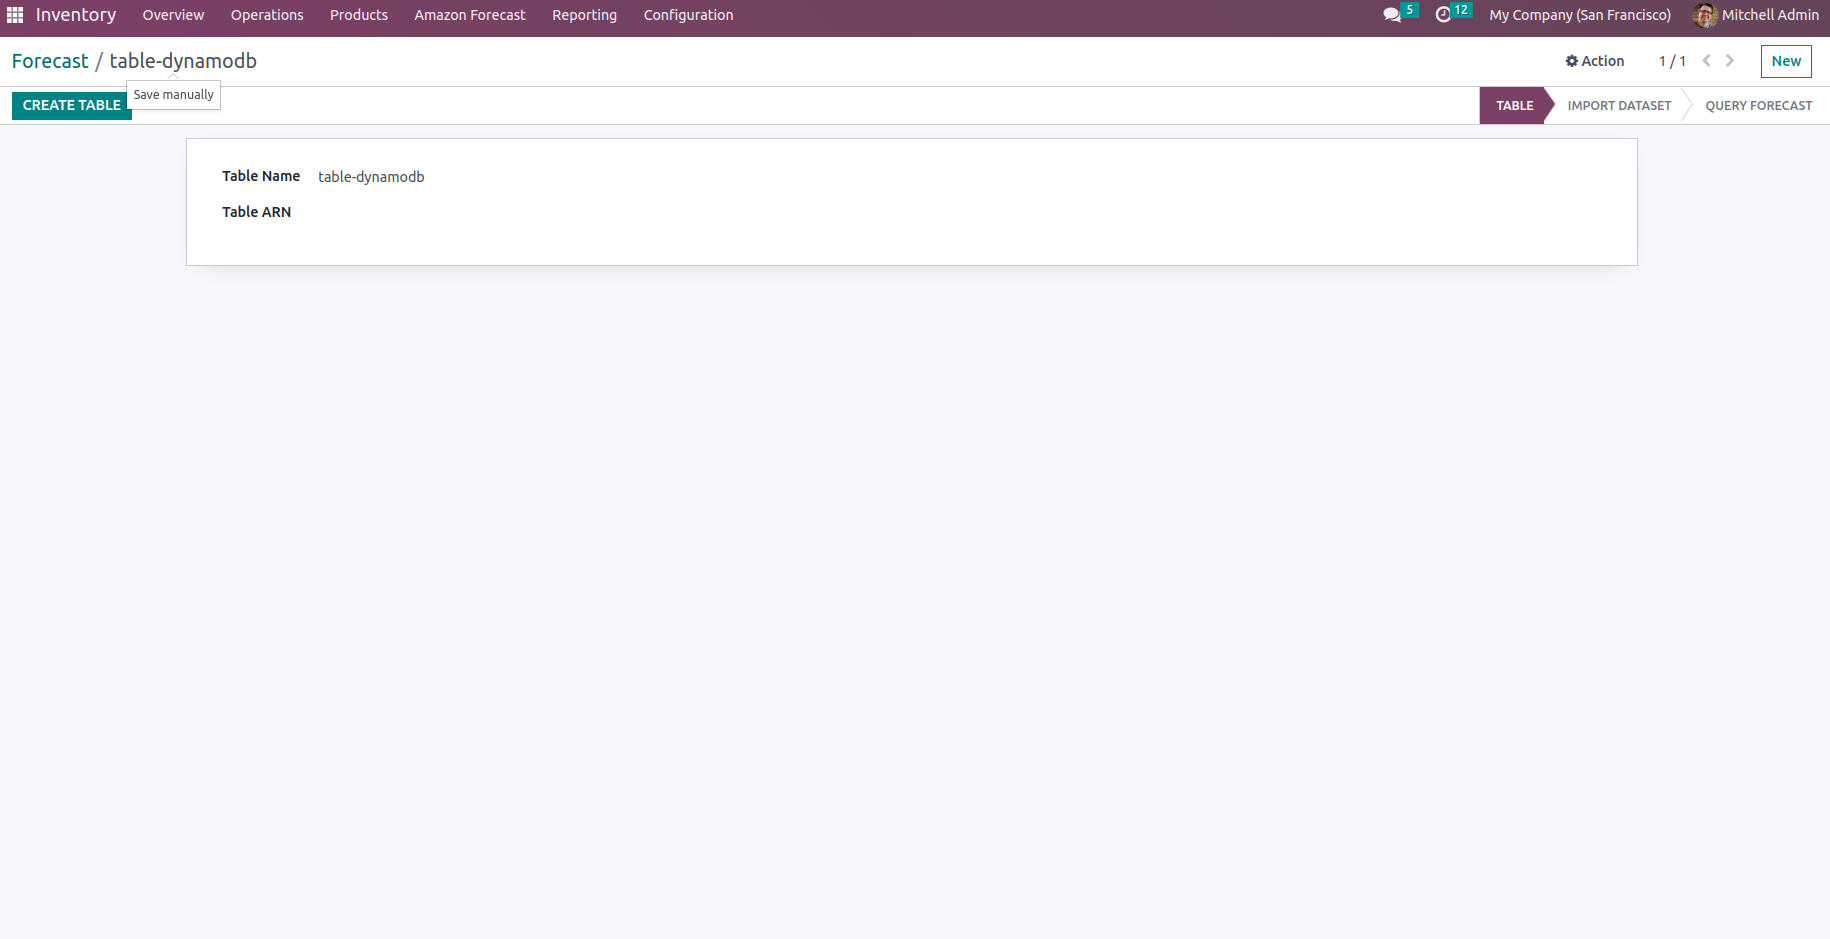 Inventory Overview Operations Products Amazon Forecast Reporting Configuration 5 12 My Company (San Francisco) Mitchell Admin
Forecast / table-dynamodb Action 1 / 1 New
Save manually
CREATE TABLE TABLE IMPORT DATASET QUERY FORECAST
Table Name table-dynamodb
Table ARN